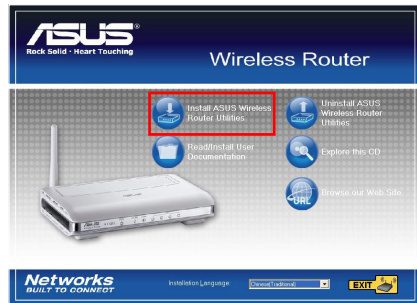 ASUS
Rock Solid · Heart Touching
Wireless Router
Install ASUS Wireless
Router Utilities
Uninstall ASUS
Wireless Router
Utilities
Read/Install User
Documentation
Explore this CD
URL
Browse our Web Site
Networks
BUILT TO CONNECT
Installation Language:
Chinese(Traditional)
EXIT